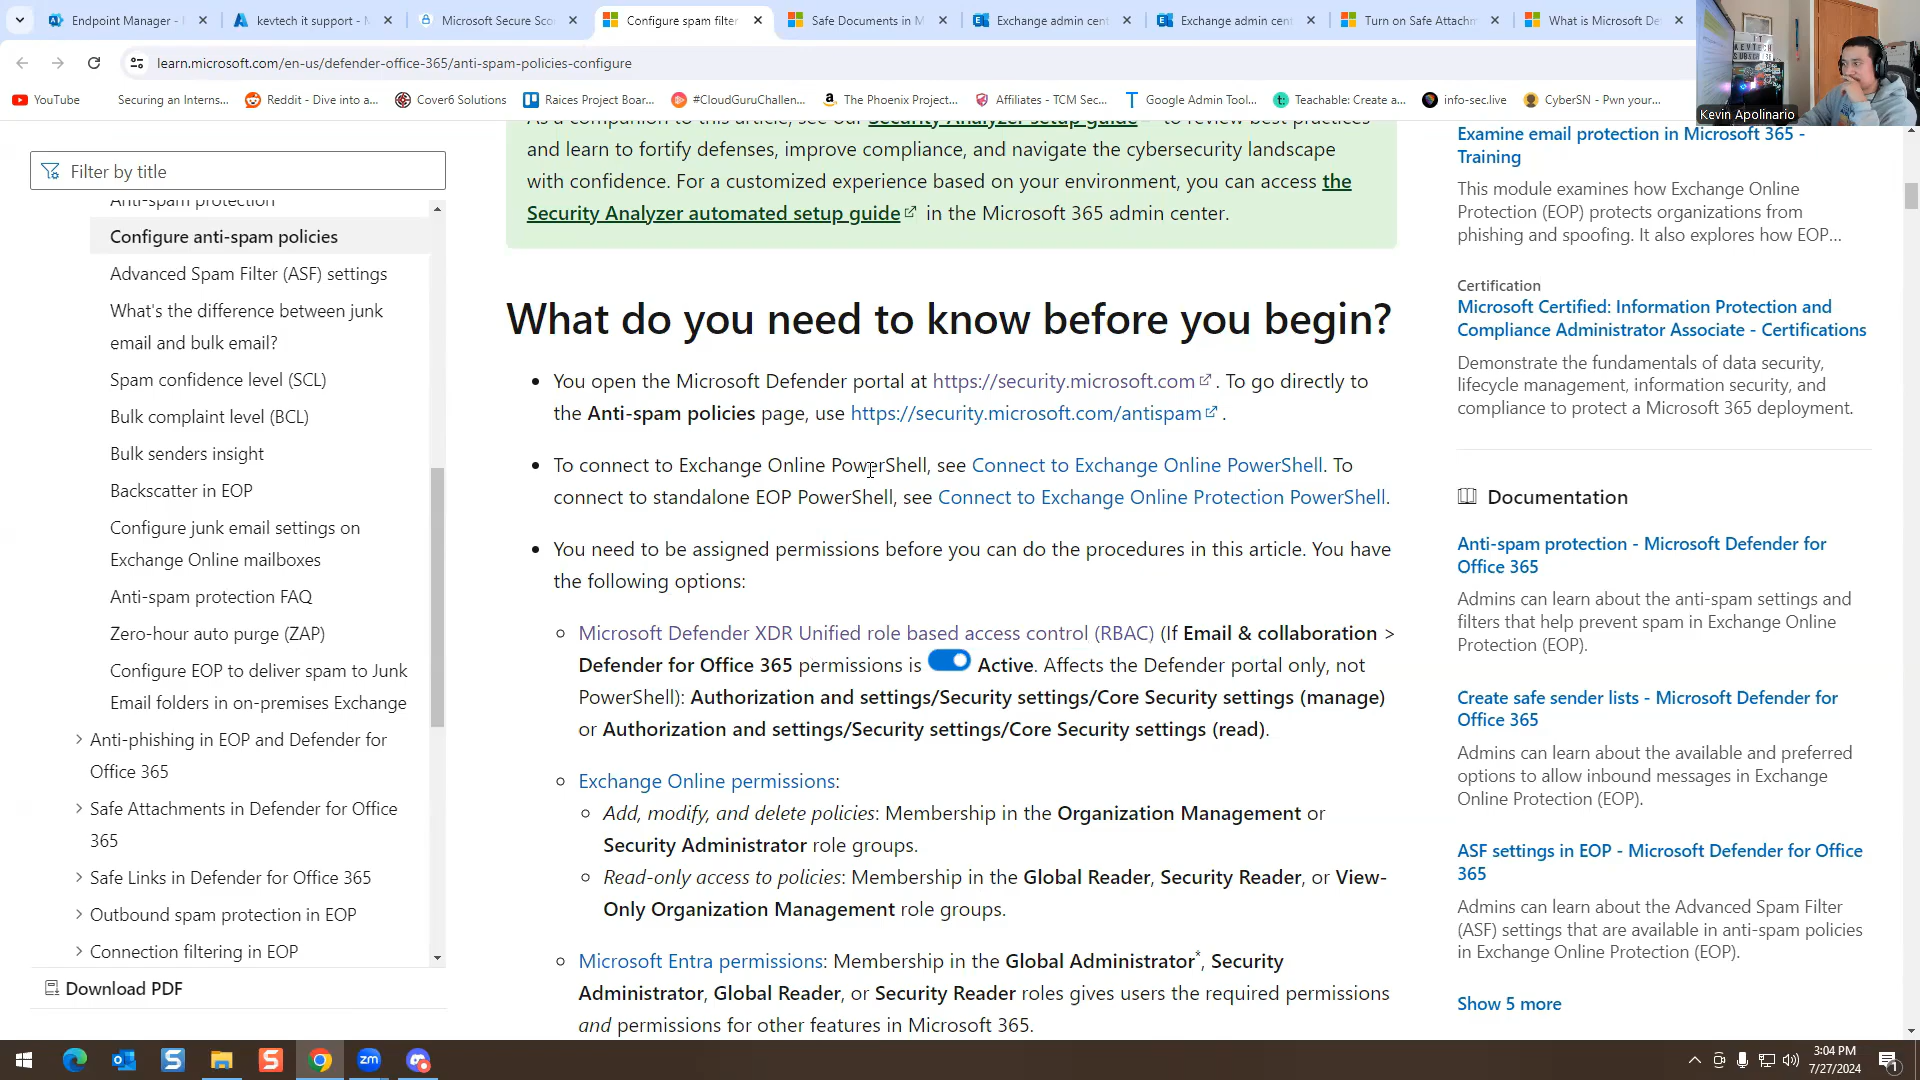 Endpoint Manager -
kevtech it support -
Microsoft Secure Sco
Configure spam filter
Safe Documents in M
Exchange admin cent
Exchange admin cent
Turn on Safe Attachm
What is Microsoft De
learn.microsoft.com/en-us/defender-office-365/anti-spam-policies-configure
YouTube
Securing an Interns...
Reddit - Dive into a...
Cover6 Solutions
Raices Project Boar...
#CloudGuruChallen...
The Phoenix Project...
Affiliates - TCM Sec...
Google Admin Tool...
Teachable: Create a...
info-sec.live
CyberSN - Pwn your...
Kevin Apolinario
Filter by title
Anti-spam protection
Configure anti-spam policies
Advanced Spam Filter (ASF) settings
What's the difference between junk
email and bulk email?
Spam confidence level (SCL)
Bulk complaint level (BCL)
Bulk senders insight
Backscatter in EOP
Configure junk email settings on
Exchange Online mailboxes
Anti-spam protection FAQ
Zero-hour auto purge (ZAP)
Configure EOP to deliver spam to Junk
Email folders in on-premises Exchange
Anti-phishing in EOP and Defender for
Office 365
Safe Attachments in Defender for Office
365
Safe Links in Defender for Office 365
Outbound spam protection in EOP
Connection filtering in EOP
Download PDF
As a companion to this article, see our Security Analyzer setup guide to review best practices
and learn to fortify defenses, improve compliance, and navigate the cybersecurity landscape
with confidence. For a customized experience based on your environment, you can access the
Security Analyzer automated setup guide in the Microsoft 365 admin center.
What do you need to know before you begin?
You open the Microsoft Defender portal at https://security.microsoft.com . To go directly to
the Anti-spam policies page, use https://security.microsoft.com/antispam .
To connect to Exchange Online PowerShell, see Connect to Exchange Online PowerShell. To
connect to standalone EOP PowerShell, see Connect to Exchange Online Protection PowerShell.
You need to be assigned permissions before you can do the procedures in this article. You have
the following options:
Microsoft Defender XDR Unified role based access control (RBAC) (If Email & collaboration >
Defender for Office 365 permissions is Active. Affects the Defender portal only, not
PowerShell): Authorization and settings/Security settings/Core Security settings (manage)
or Authorization and settings/Security settings/Core Security settings (read).
Exchange Online permissions:
Add, modify, and delete policies: Membership in the Organization Management or
Security Administrator role groups.
Read-only access to policies: Membership in the Global Reader, Security Reader, or View-
Only Organization Management role groups.
Microsoft Entra permissions: Membership in the Global Administrator*, Security
Administrator, Global Reader, or Security Reader roles gives users the required permissions
and permissions for other features in Microsoft 365.
Examine email protection in Microsoft 365 -
Training
This module examines how Exchange Online
Protection (EOP) protects organizations from
phishing and spoofing. It also explores how EOP...
Certification
Microsoft Certified: Information Protection and
Compliance Administrator Associate - Certifications
Demonstrate the fundamentals of data security,
lifecycle management, information security, and
compliance to protect a Microsoft 365 deployment.
Documentation
Anti-spam protection - Microsoft Defender for
Office 365
Admins can learn about the anti-spam settings and
filters that help prevent spam in Exchange Online
Protection (EOP).
Create safe sender lists - Microsoft Defender for
Office 365
Admins can learn about the available and preferred
options to allow inbound messages in Exchange
Online Protection (EOP).
ASF settings in EOP - Microsoft Defender for Office
365
Admins can learn about the Advanced Spam Filter
(ASF) settings that are available in anti-spam policies
in Exchange Online Protection (EOP).
Show 5 more
3:04 PM
7/27/2024